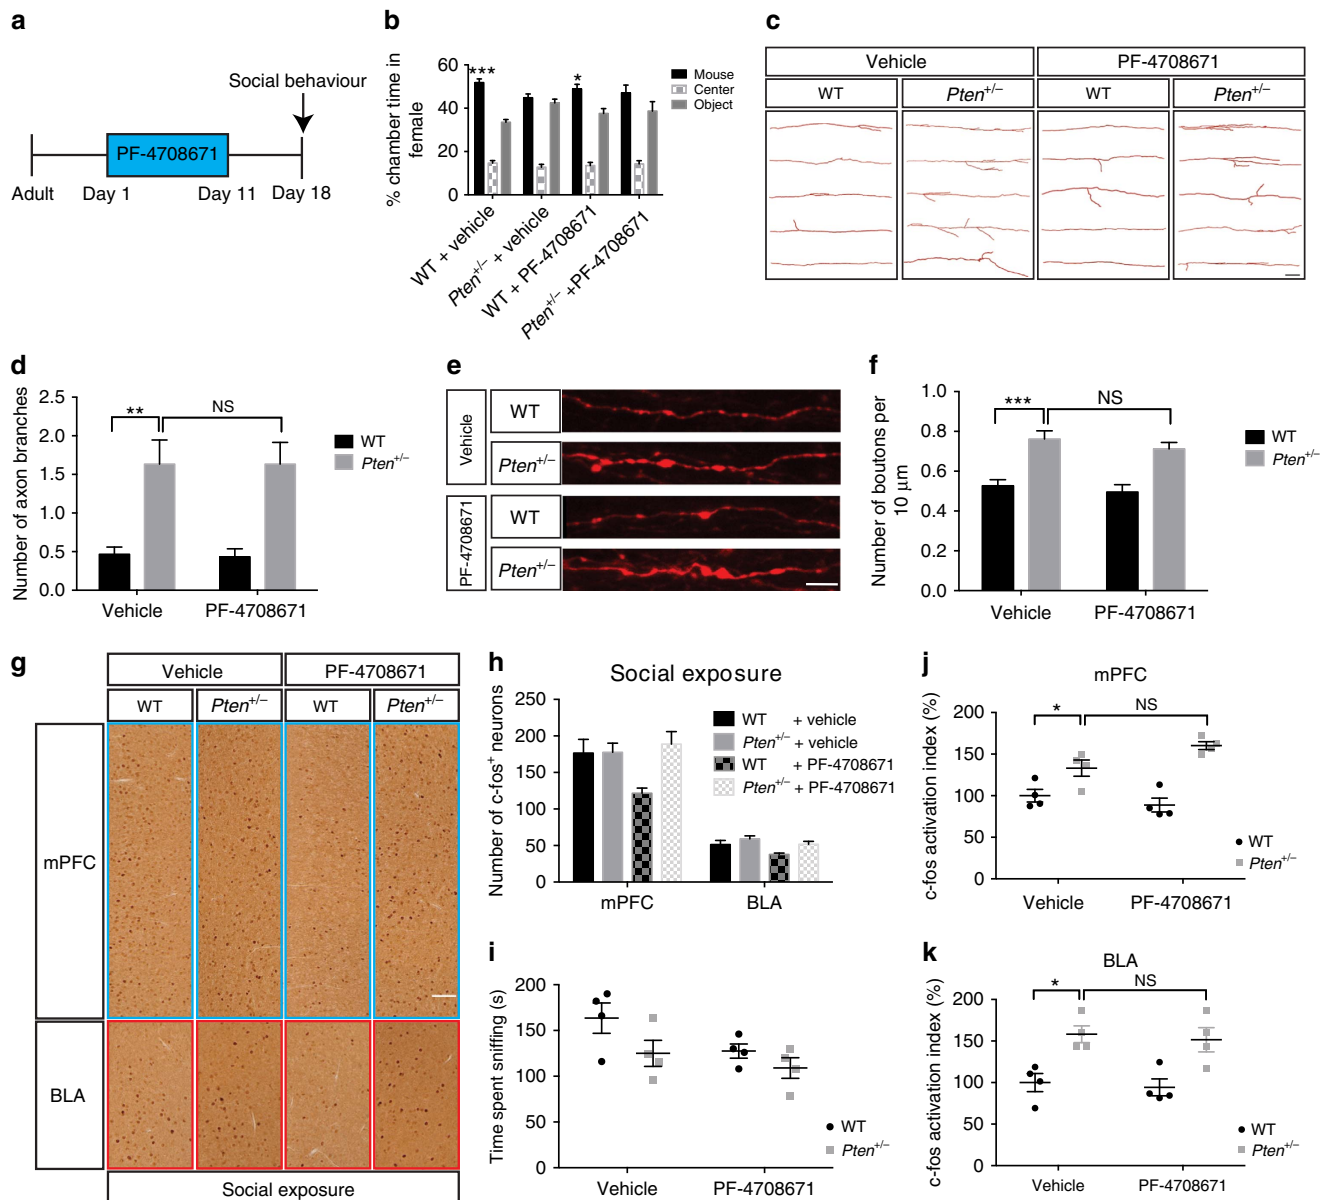 a
Social behaviour
PF-4708671
Adult
Day 1
Day 11
Day 18
b
% chamber time in
female
60
40
20
0
***
*
Mouse
Center
Object
WT + vehicle
Pten+/– + vehicle
WT + PF-4708671
Pten+/– +PF-4708671
c
Vehicle
PF-4708671
WT
Pten+/–
WT
Pten+/–
d
Number of axon branches
2.5
2.0
1.5
1.0
0.5
0.0
**
NS
WT
Pten+/–
Vehicle
PF-4708671
e
Vehicle
WT
Pten+/–
PF-4708671
WT
Pten+/–
f
Number of boutons per
10 μm
1.0
0.8
0.6
0.4
0.2
0.0
***
NS
WT
Pten+/–
Vehicle
PF-4708671
g
Vehicle
PF-4708671
WT
Pten+/–
WT
Pten+/–
mPFC
BLA
Social exposure
h
Social exposure
Number of c-fos+ neurons
250
200
150
100
50
0
WT + vehicle
Pten+/– + vehicle
WT + PF-4708671
Pten+/– + PF-4708671
mPFC
BLA
i
Time spent sniffing (s)
200
150
100
50
0
WT
Pten+/–
Vehicle
PF-4708671
j
mPFC
c-fos activation index (%)
200
150
100
50
0
*
NS
WT
Pten+/–
Vehicle
PF-4708671
k
BLA
c-fos activation index (%)
200
150
100
50
0
*
NS
WT
Pten+/–
Vehicle
PF-4708671